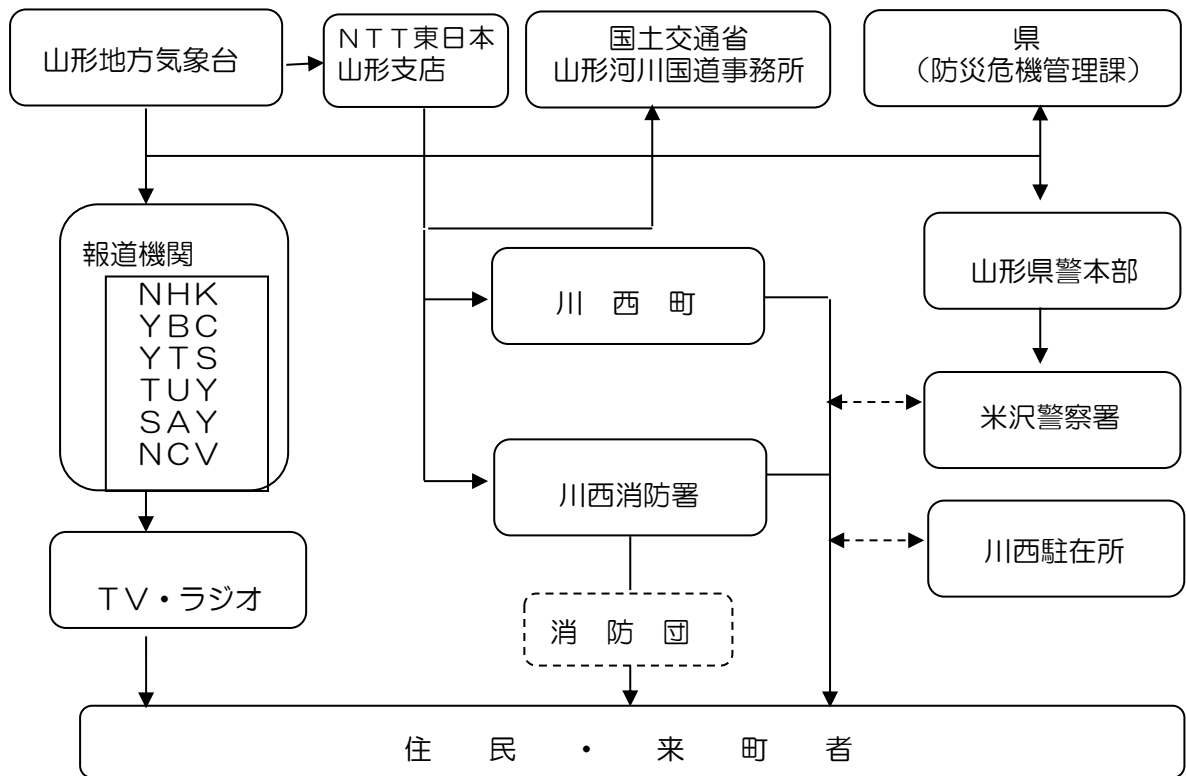 山形地方気象台
ＮＴＴ東日本
山形支店
国土交通省
山形河川国道事務所
県
（防災危機管理課）
報道機関
ＮＨＫ
ＹＢＣ
ＹＴＳ
ＴＵＹ
ＳＡＹ
ＮＣＶ
川　西　町
山形県警本部
米沢警察署
川西消防署
川西駐在所
ＴＶ・ラジオ
消　防　団
住　　民　　・　　来　　町　　者